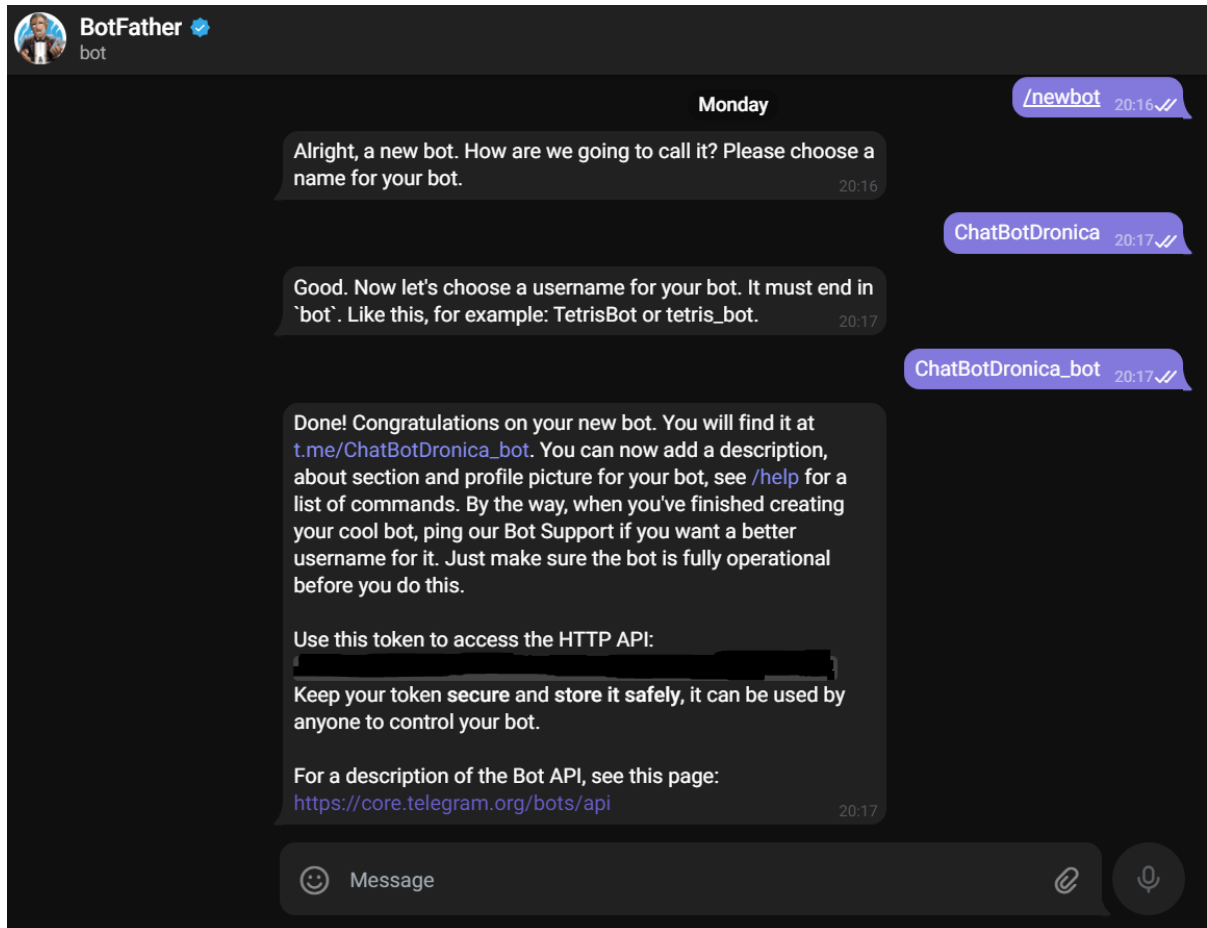 BotFather
bot
Monday
/newbot 20:16
Alright, a new bot. How are we going to call it? Please choose a
name for your bot.
20:16
ChatBotDronica 20:17
Good. Now let's choose a username for your bot. It must end in
`bot`. Like this, for example: TetrisBot or tetris_bot.
20:17
ChatBotDronica_bot 20:17
Done! Congratulations on your new bot. You will find it at
t.me/ChatBotDronica_bot. You can now add a description,
about section and profile picture for your bot, see /help for a
list of commands. By the way, when you've finished creating
your cool bot, ping our Bot Support if you want a better
username for it. Just make sure the bot is fully operational
before you do this.
Use this token to access the HTTP API:
Keep your token secure and store it safely, it can be used by
anyone to control your bot.
For a description of the Bot API, see this page:
https://core.telegram.org/bots/api
20:17
Message